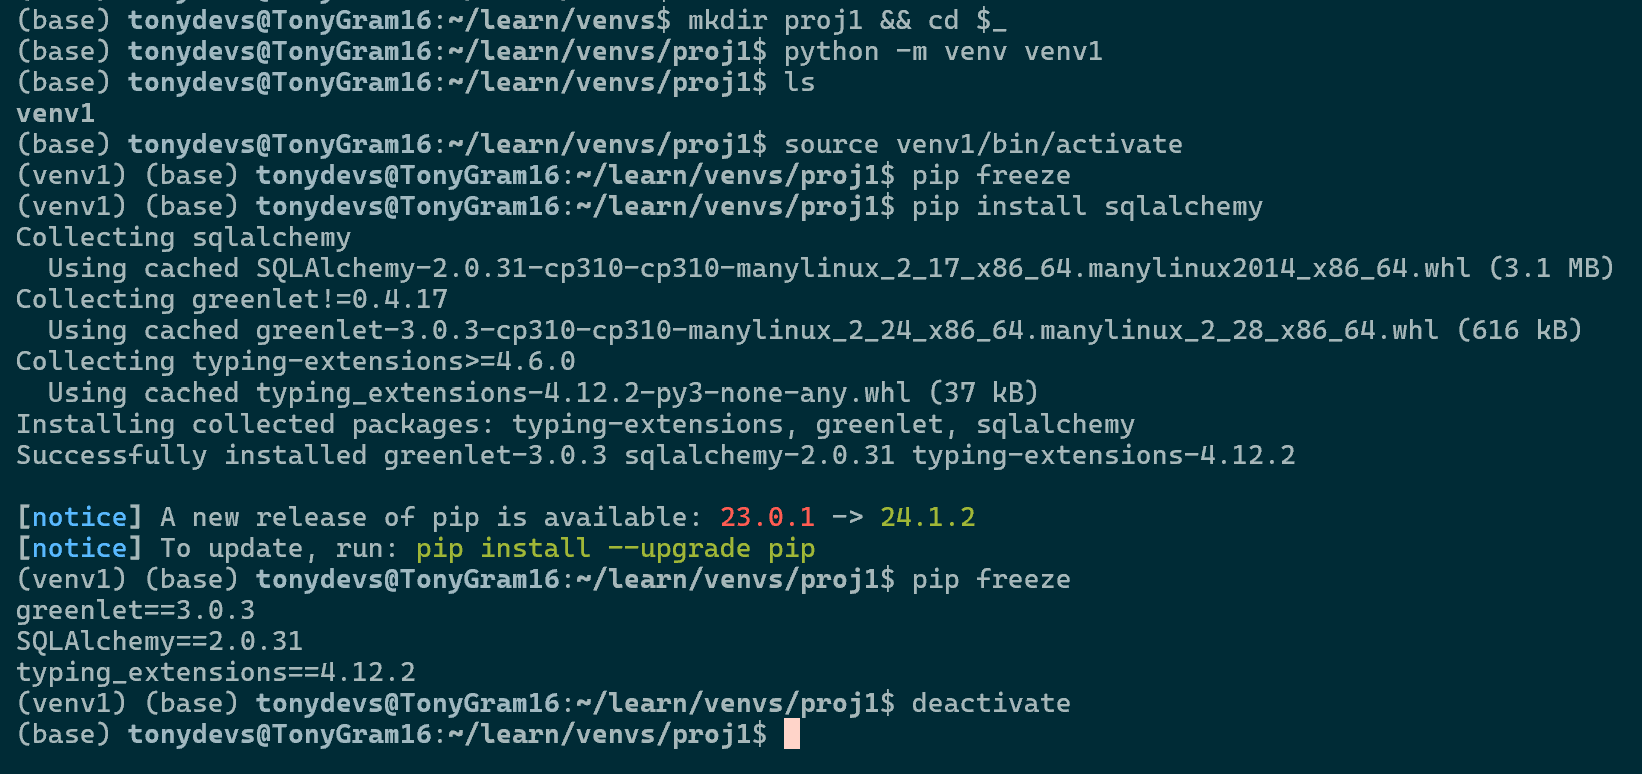 (base) tonydevs@TonyGram16:~/learn/venvs$ mkdir proj1 && cd $_
(base) tonydevs@TonyGram16:~/learn/venvs/proj1$ python -m venv venv1
(base) tonydevs@TonyGram16:~/learn/venvs/proj1$ ls
venv1
(base) tonydevs@TonyGram16:~/learn/venvs/proj1$ source venv1/bin/activate
(venv1) (base) tonydevs@TonyGram16:~/learn/venvs/proj1$ pip freeze
(venv1) (base) tonydevs@TonyGram16:~/learn/venvs/proj1$ pip install sqlalchemy
Collecting sqlalchemy
  Using cached SQLAlchemy-2.0.31-cp310-cp310-manylinux_2_17_x86_64.manylinux2014_x86_64.whl (3.1 MB)
Collecting greenlet!=0.4.17
  Using cached greenlet-3.0.3-cp310-cp310-manylinux_2_24_x86_64.manylinux_2_28_x86_64.whl (616 kB)
Collecting typing-extensions>=4.6.0
  Using cached typing_extensions-4.12.2-py3-none-any.whl (37 kB)
Installing collected packages: typing-extensions, greenlet, sqlalchemy
Successfully installed greenlet-3.0.3 sqlalchemy-2.0.31 typing-extensions-4.12.2

[notice] A new release of pip is available: 23.0.1 -> 24.1.2
[notice] To update, run: pip install --upgrade pip
(venv1) (base) tonydevs@TonyGram16:~/learn/venvs/proj1$ pip freeze
greenlet==3.0.3
SQLAlchemy==2.0.31
typing_extensions==4.12.2
(venv1) (base) tonydevs@TonyGram16:~/learn/venvs/proj1$ deactivate
(base) tonydevs@TonyGram16:~/learn/venvs/proj1$